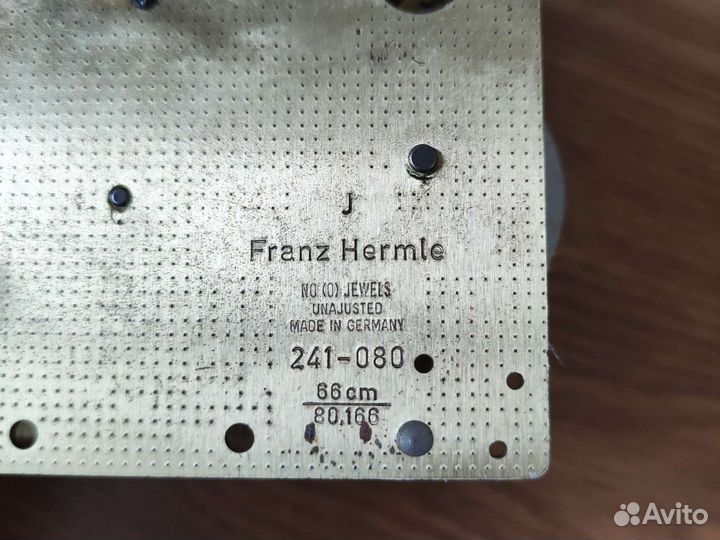 J
Franz Hermle
NO (0) JEWELS
UNAJUSTED
MADE IN GERMANY
241-080
66cm
80,166
Avito